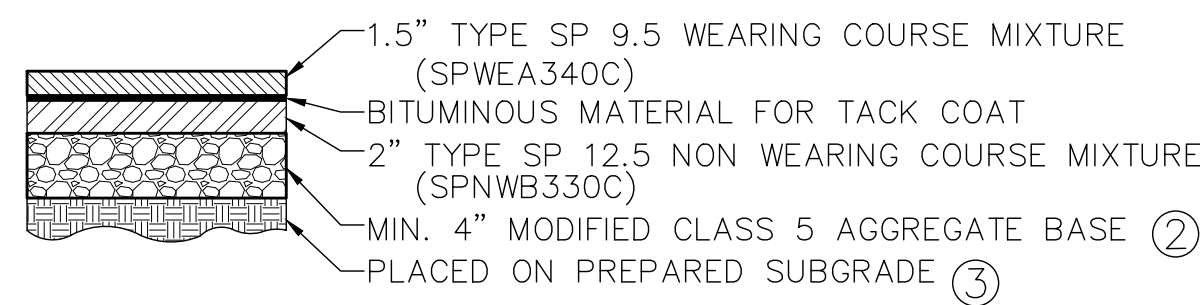 1.5” TYPE SP 9.5 WEARING COURSE MIXTURE
(SPWEA340C)
BITUMINOUS MATERIAL FOR TACK COAT
2” TYPE SP 12.5 NON WEARING COURSE MIXTURE
(SPNWB330C)
MIN. 4” MODIFIED CLASS 5 AGGREGATE BASE ②
PLACED ON PREPARED SUBGRADE ③